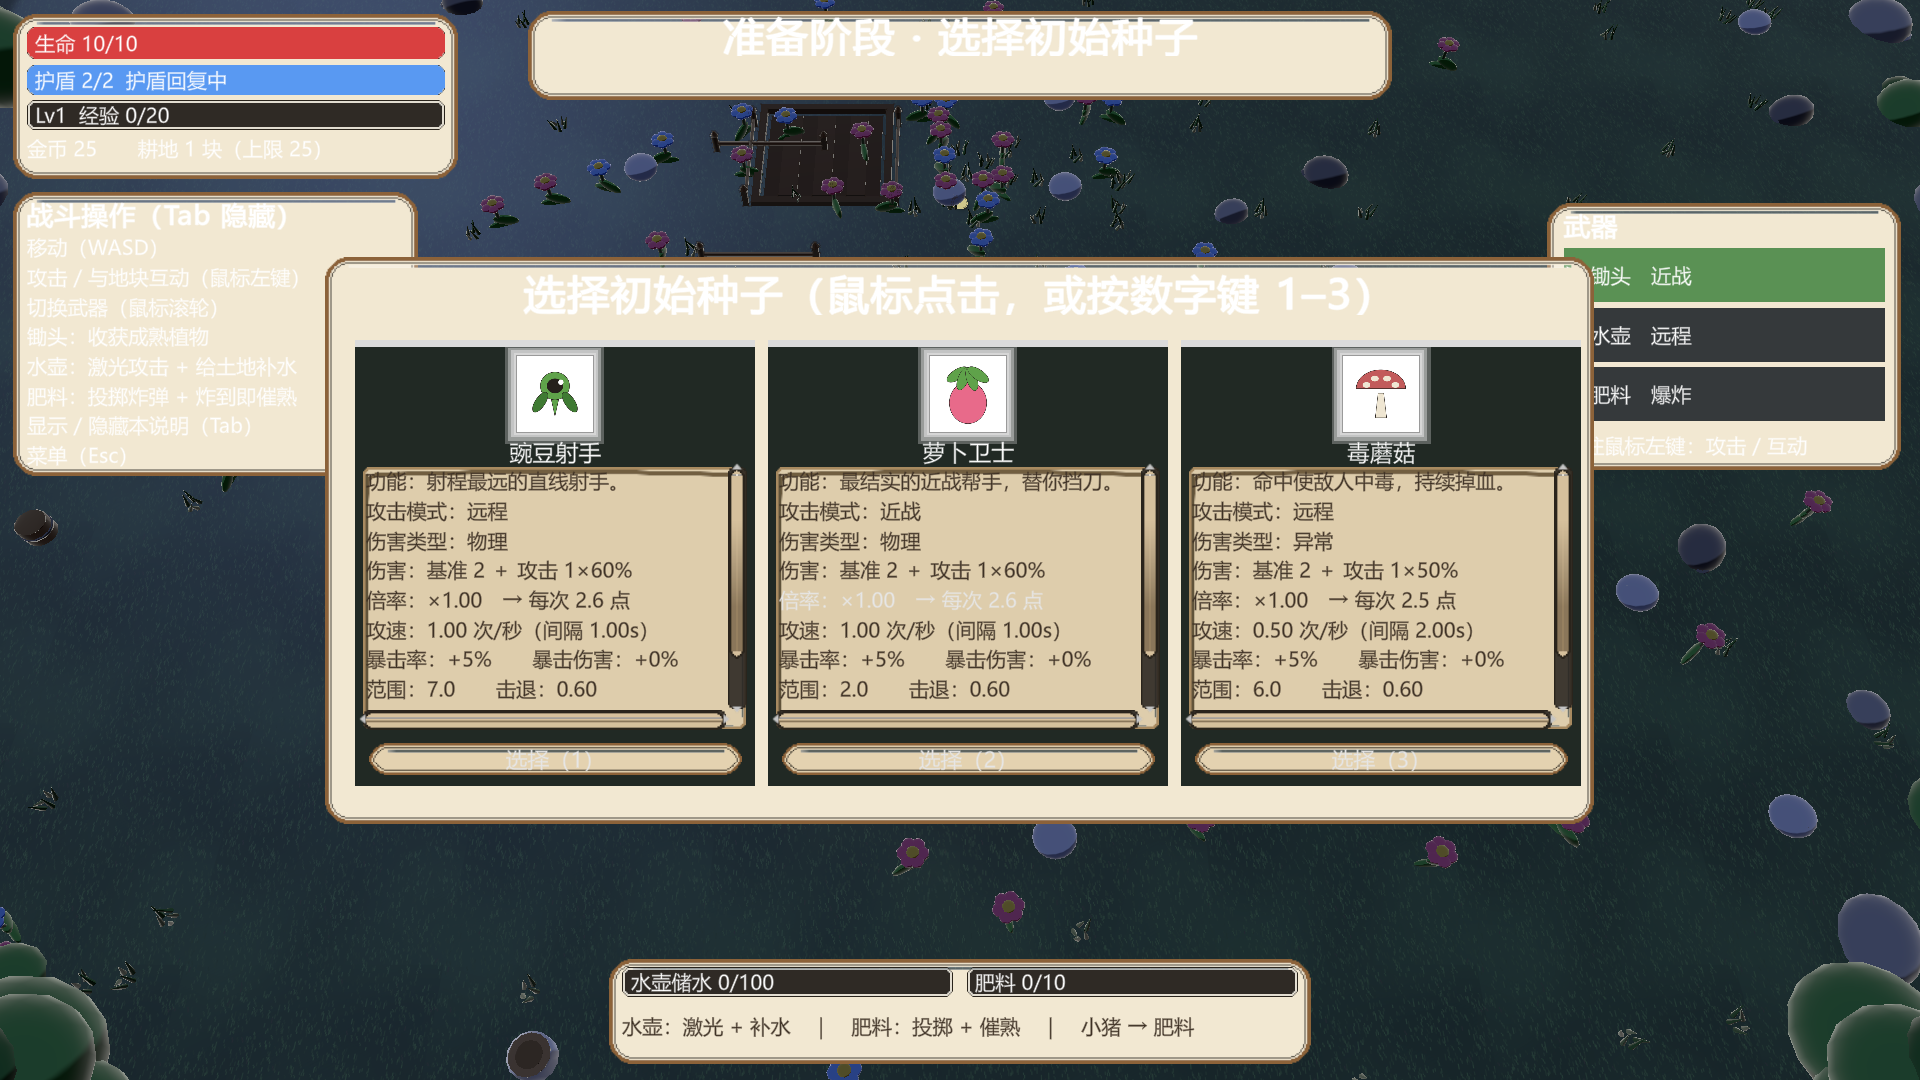 生命 10/10
护盾 2/2 护盾回复中
Lv1 经验 0/20
金币 25 耕地 1 块（上限 25）
准备阶段 · 选择初始种子
战斗操作（Tab 隐藏）
移动（WASD）
攻击 / 与地块互动（鼠标左键）
切换武器（鼠标滚轮）
锄头：收获成熟植物
水壶：激光攻击 + 给土地补水
肥料：投掷炸弹 + 炸到即催熟
显示 / 隐藏本说明（Tab）
菜单（Esc）
武器
锄头 近战
水壶 远程
肥料 爆炸
鼠标左键：攻击 / 互动
选择初始种子（鼠标点击，或按数字键 1–3）
豌豆射手
功能：射程最远的直线射手。
攻击模式：远程
伤害类型：物理
伤害：基准 2 + 攻击 1×60%
倍率：×1.00 → 每次 2.6 点
攻速：1.00 次/秒（间隔 1.00s）
暴击率：+5% 暴击伤害：+0%
范围：7.0 击退：0.60
选择（1）
萝卜卫士
功能：最结实的近战帮手，替你挡刀。
攻击模式：近战
伤害类型：物理
伤害：基准 2 + 攻击 1×60%
倍率：×1.00 → 每次 2.6 点
攻速：1.00 次/秒（间隔 1.00s）
暴击率：+5% 暴击伤害：+0%
范围：2.0 击退：0.60
选择（2）
毒蘑菇
功能：命中使敌人中毒，持续掉血。
攻击模式：远程
伤害类型：异常
伤害：基准 2 + 攻击 1×50%
倍率：×1.00 → 每次 2.5 点
攻速：0.50 次/秒（间隔 2.00s）
暴击率：+5% 暴击伤害：+0%
范围：6.0 击退：0.60
选择（3）
水壶储水 0/100
肥料 0/10
水壶：激光 + 补水 | 肥料：投掷 + 催熟 | 小猪 → 肥料